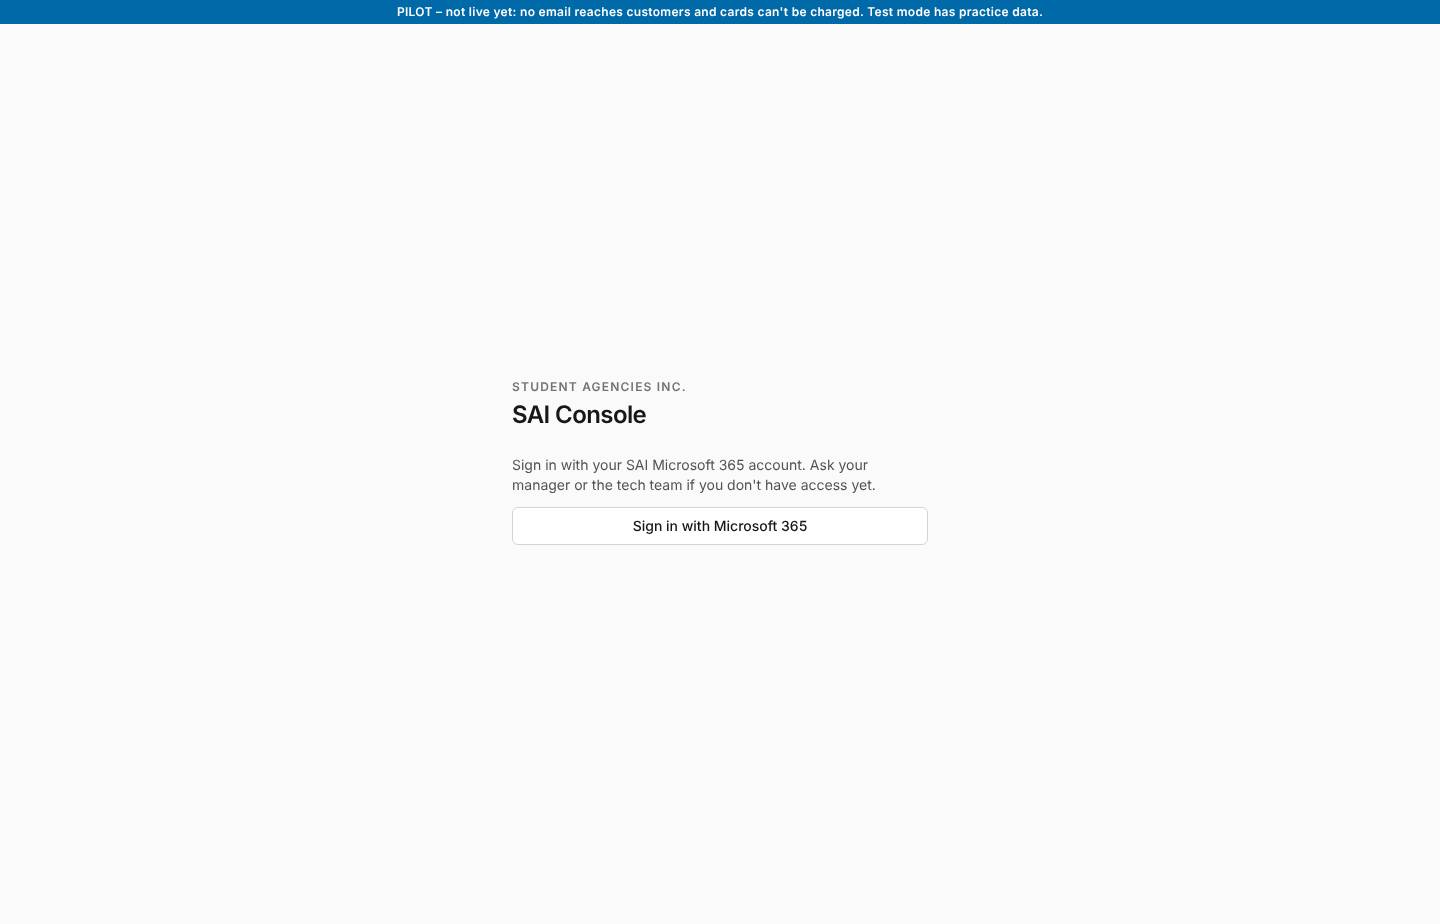 PILOT – not live yet: no email reaches customers and cards can't be charged. Test mode has practice data.
STUDENT AGENCIES INC.
SAI Console
Sign in with your SAI Microsoft 365 account. Ask your
manager or the tech team if you don't have access yet.
Sign in with Microsoft 365